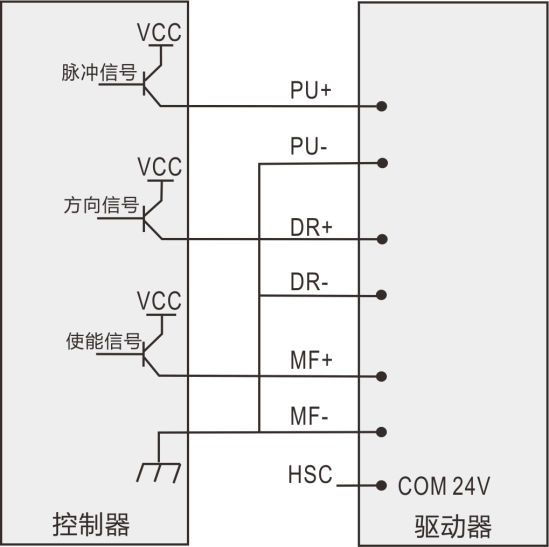 VCC
脉冲信号
PU+
PU-
VCC
方向信号
DR+
DR-
VCC
使能信号
MF+
MF-
HSC
COM 24V
控制器
驱动器